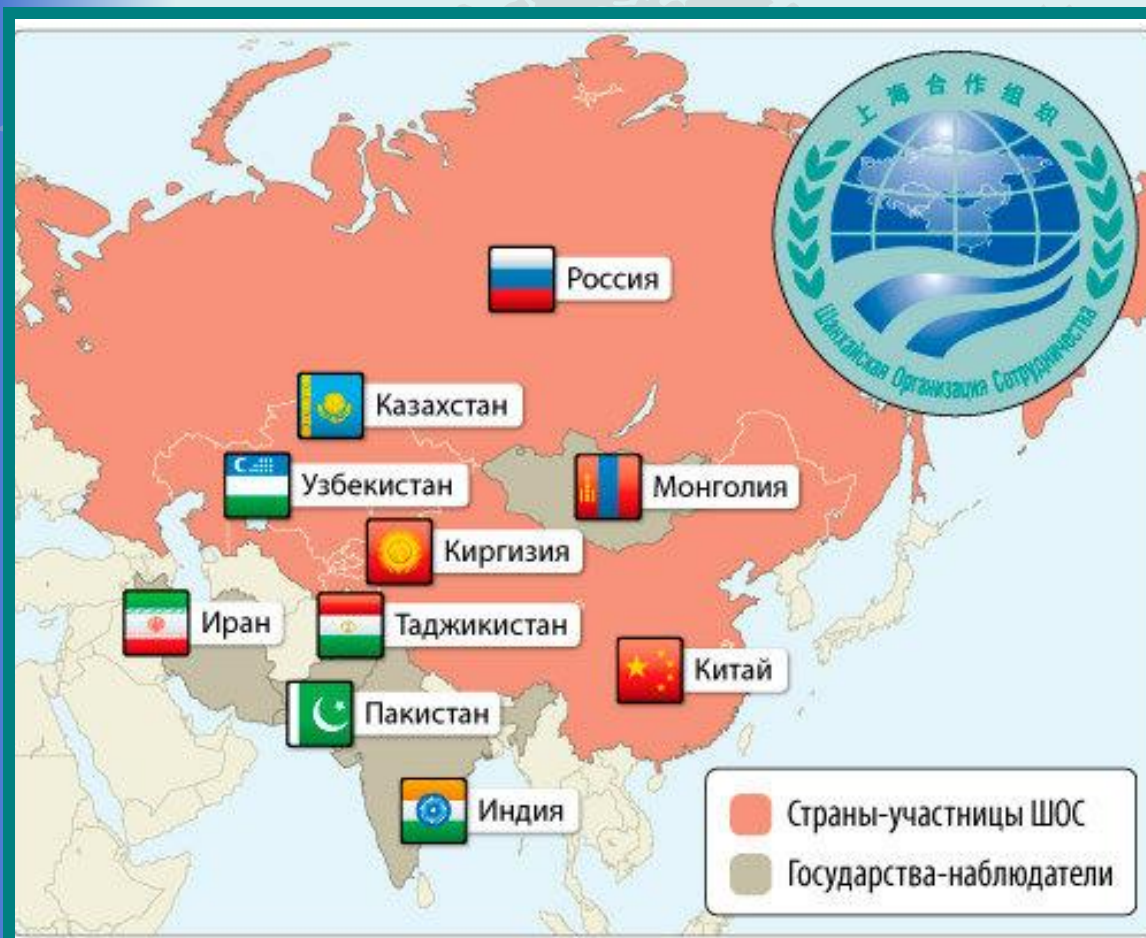 上海合作组织
Шанхайская Организация Сотрудничества
Россия
Казахстан
Узбекистан
Монголия
Киргизия
Иран
Таджикистан
Китай
Пакистан
Индия
Страны-участницы ШОС
Государства-наблюдатели